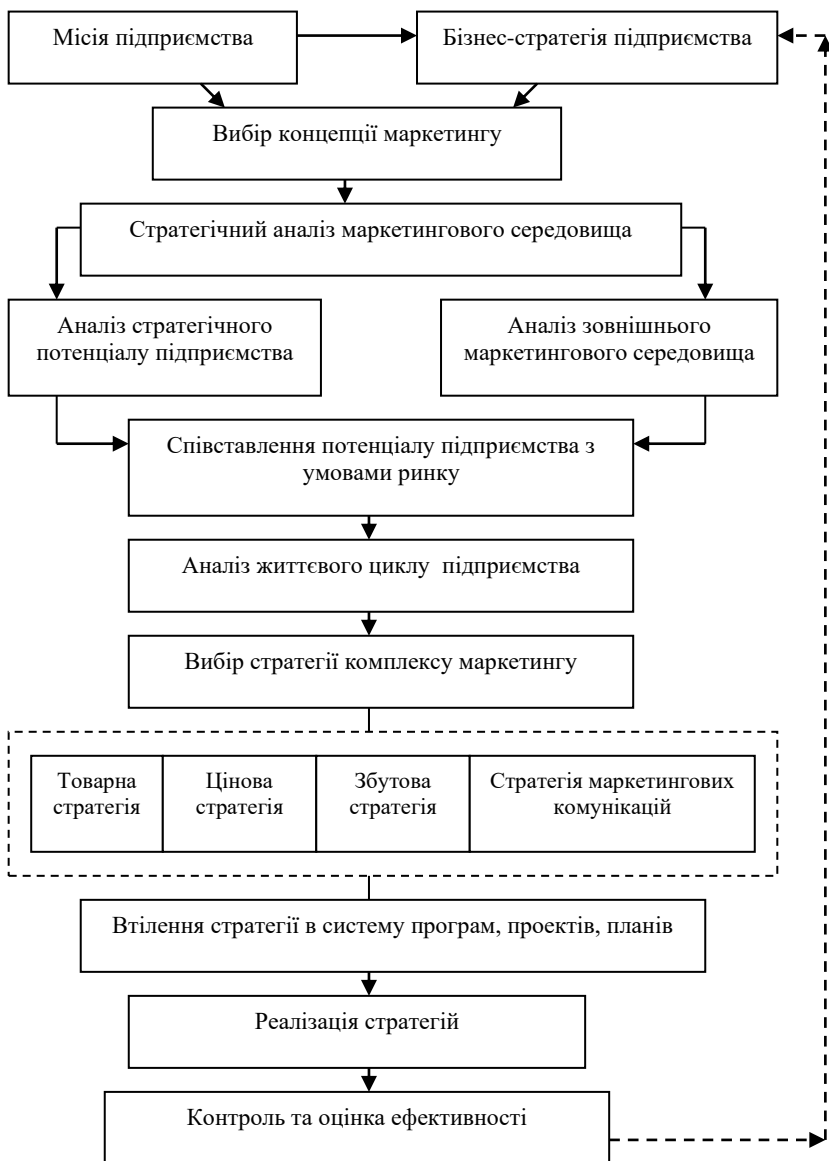 Місія підприємства
Бізнес-стратегія підприємства
Вибір концепції маркетингу
Стратегічний аналіз маркетингового середовища
Аналіз стратегічного
потенціалу підприємства
Аналіз зовнішнього
маркетингового середовища
Співставлення потенціалу підприємства з
умовами ринку
Аналіз життєвого циклу підприємства
Вибір стратегії комплексу маркетингу
Товарна
стратегія
Цінова
стратегія
Збутова
стратегія
Стратегія маркетингових
комунікацій
Втілення стратегії в систему програм, проектів, планів
Реалізація стратегій
Контроль та оцінка ефективності